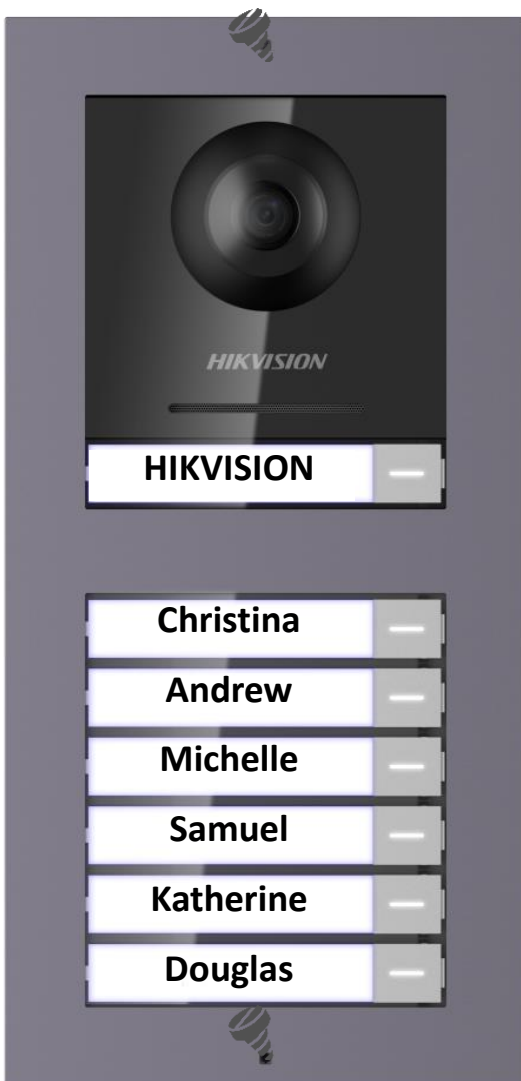 HIKVISION
HIKVISION
Christina
Andrew
Michelle
Samuel
Katherine
Douglas